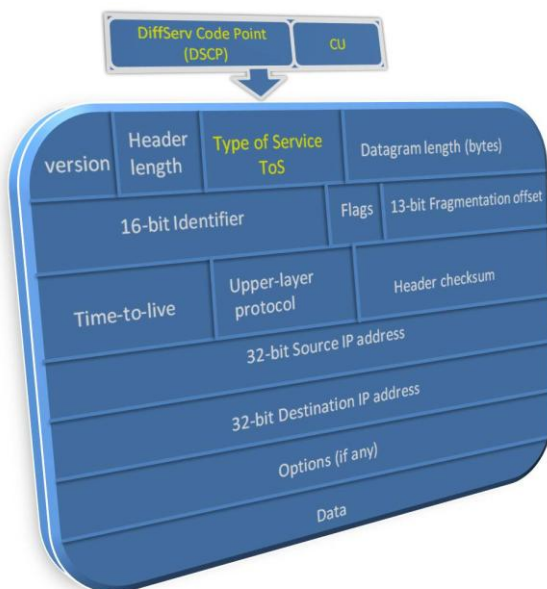 DiffServ Code Point
(DSCP)
CU
version
Header
length
Type of Service
ToS
Datagram length (bytes)
16-bit Identifier
Flags
13-bit Fragmentation offset
Time-to-live
Upper-layer
protocol
Header checksum
32-bit Source IP address
32-bit Destination IP address
Options (if any)
Data